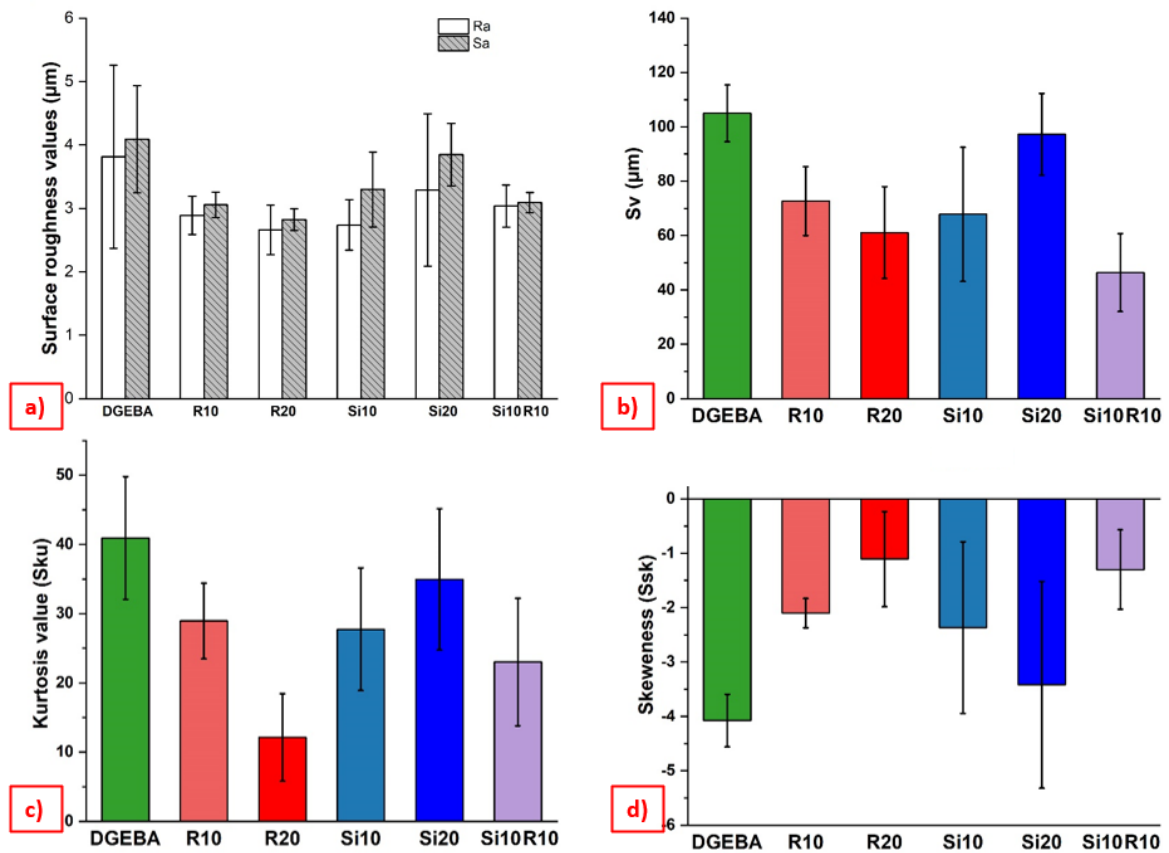 Surface roughness values (µm)
6
5
4
3
2
1
0
Ra
Sa
DGEBA R10 R20 Si10 Si20 Si10R10
a)
Sv (µm)
140
120
100
80
60
40
20
0
DGEBA R10 R20 Si10 Si20 Si10R10
b)
Kurtosis value (Sku)
50
40
30
20
10
0
DGEBA R10 R20 Si10 Si20 Si10R10
c)
Skeweness (Ssk)
0
-1
-2
-3
-4
-5
-6
DGEBA R10 R20 Si10 Si20 Si10R10
d)